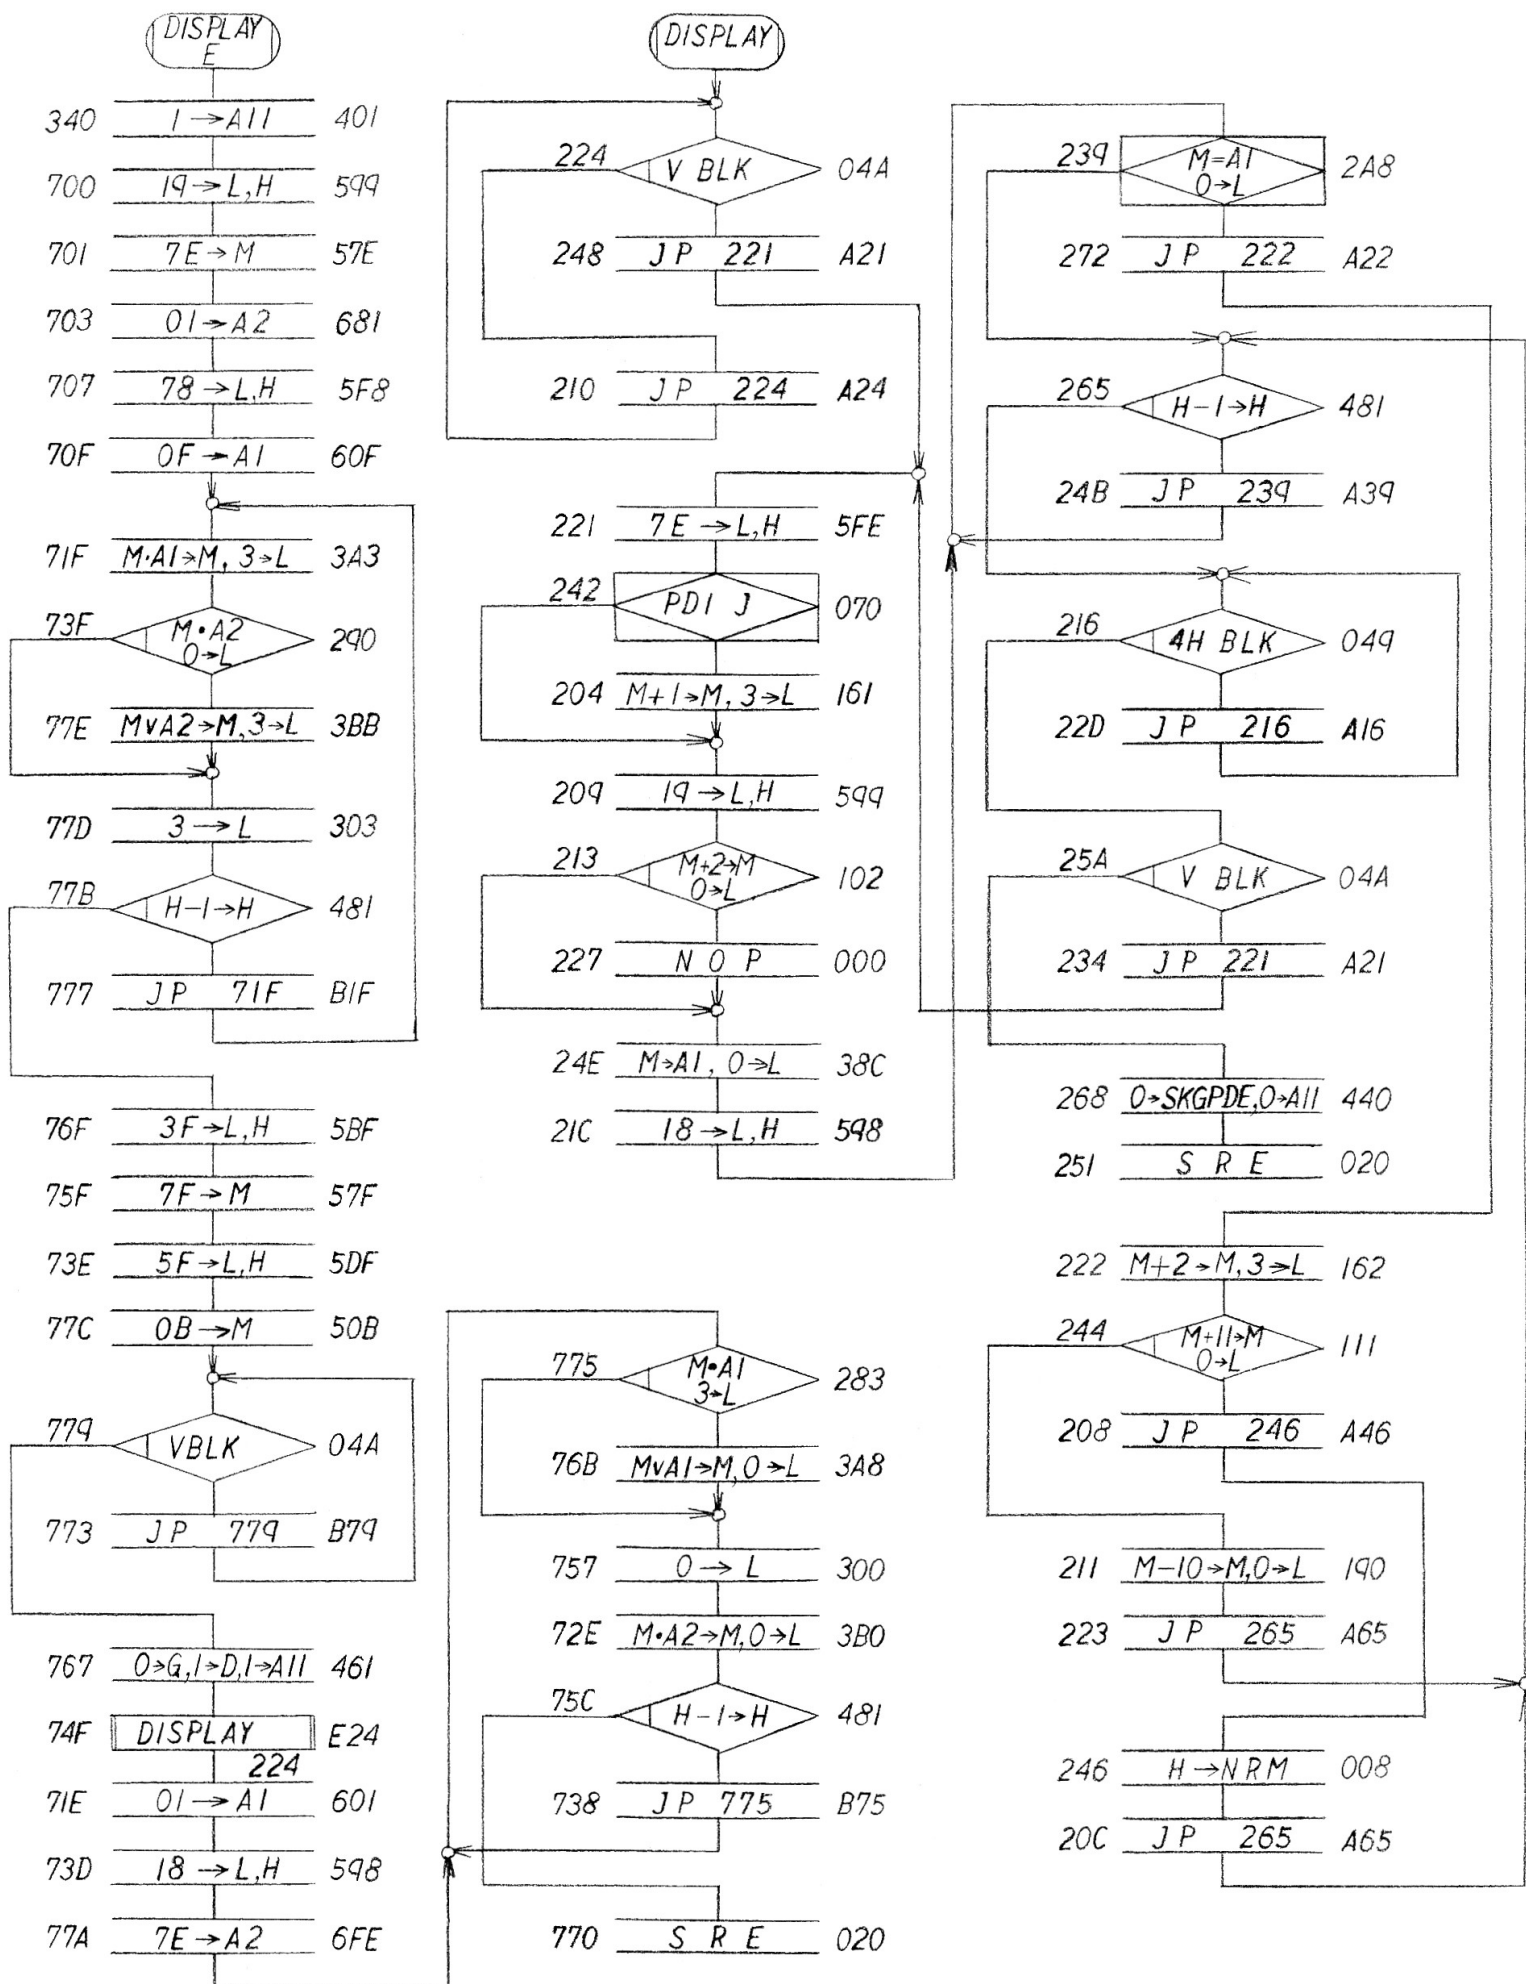 DISPLAY
E
340 1→A11 401
700 19→L,H 599
701 7E→M 57E
703 01→A2 681
707 78→L,H 5F8
70F 0F→A1 60F
71F M·A1→M, 3→L 3A3
73F M·A2 290
0→L
77E M∨A2→M,3→L 3BB
77D 3→L 303
77B H-1→H 481
777 JP 71F B1F
76F 3F→L,H 5BF
75F 7F→M 57F
73E 5F→L,H 5DF
77C 0B→M 50B
779 VBLK 04A
773 JP 779 B79
767 0→G,1→D,1→A11 461
74F DISPLAY E24
224
71E 01→A1 601
73D 18→L,H 598
77A 7E→A2 6FE
DISPLAY
224 V BLK 04A
248 JP 221 A21
210 JP 224 A24
221 7E→L,H 5FE
242 PD1 J 070
204 M+1→M, 3→L 161
209 19→L,H 599
213 M+2→M 102
0→L
227 NOP 000
24E M→A1, 0→L 38C
21C 18→L,H 598
775 M·A1 283
3→L
76B M∨A1→M,0→L 3A8
757 0→L 300
72E M·A2→M,0→L 3B0
75C H-1→H 481
738 JP 775 B75
770 SRE 020
239 M=A1 2A8
0→L
272 JP 222 A22
265 H-1→H 481
24B JP 239 A39
216 4H BLK 049
22D JP 216 A16
25A V BLK 04A
234 JP 221 A21
268 0→SKGPDE,0→A11 440
251 SRE 020
222 M+2→M,3→L 162
244 M+11→M 111
0→L
208 JP 246 A46
211 M-10→M,0→L 190
223 JP 265 A65
246 H→NRM 008
20C JP 265 A65